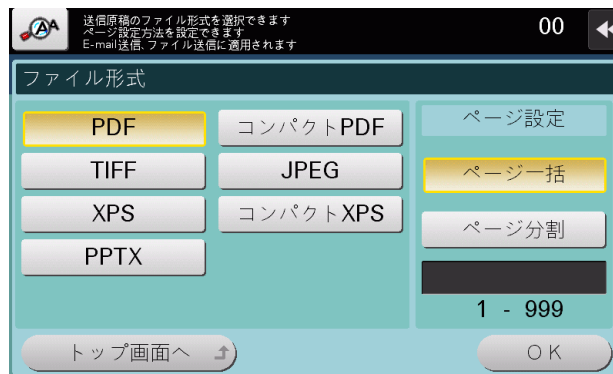 送信原稿のファイル形式を選択できます
ページ設定方法を設定できます
E-mail送信、ファイル送信に適用されます
00
ファイル形式
PDF
コンパクトPDF
TIFF
JPEG
XPS
コンパクトXPS
PPTX
ページ設定
ページ一括
ページ分割
1 - 999
トップ画面へ
OK